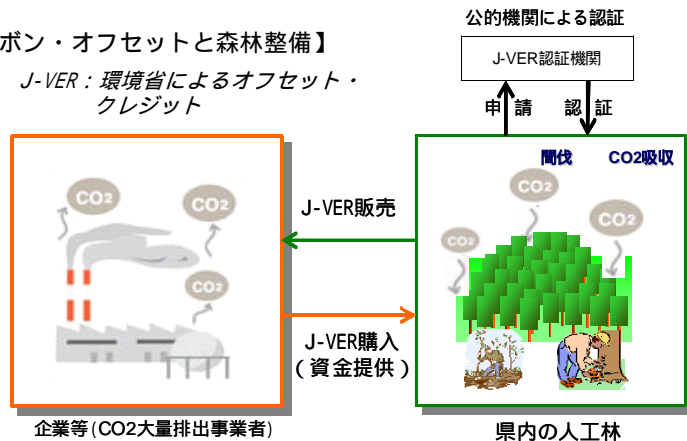 公的機関による認証
ボン・オフセットと森林整備】
J-VER認証機関
J-VER：環境省によるオフセット・
クレジット
申請 認証
間伐 CO2吸収
CO2
CO2
CO2
CO2
CO2
CO2
J-VER販売
J-VER購入
（資金提供）
企業等(CO2大量排出事業者)
県内の人工林